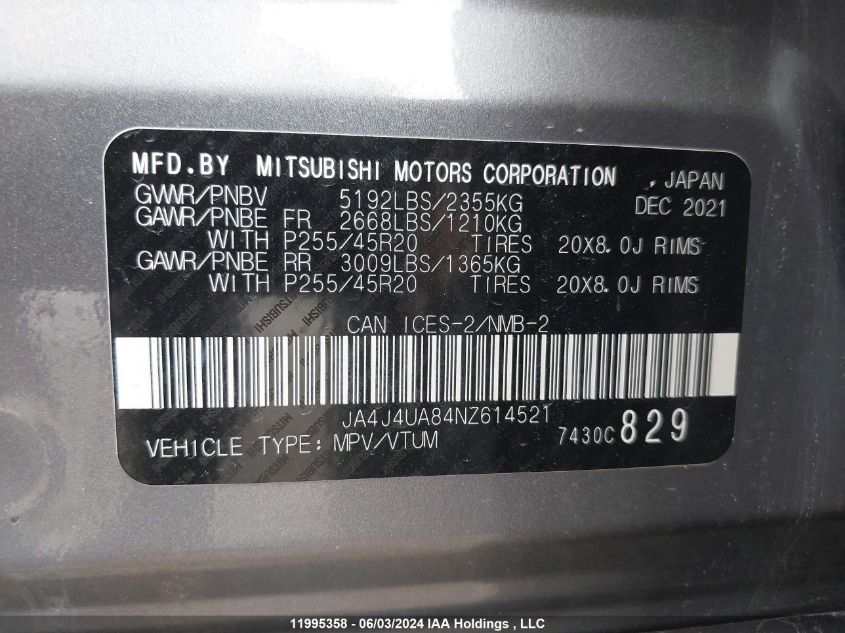 MFD.BY MITSUBISHI MOTORS CORPORATION , JAPAN
GVWR/PNBV 5192LBS/2355KG DEC 2021
GAWR/PNBE FR 2668LBS/1210KG
WITH P255/45R20 TIRES 20X8.0J RIMS
GAWR/PNBE RR 3009LBS/1365KG
WITH P255/45R20 TIRES 20X8.0J RIMS
CAN ICES-2/NMB-2
JA4J4UA84NZ614521
VEHICLE TYPE: MPV/VTUM 7430C 829
11995358 - 06/03/2024 IAA Holdings , LLC